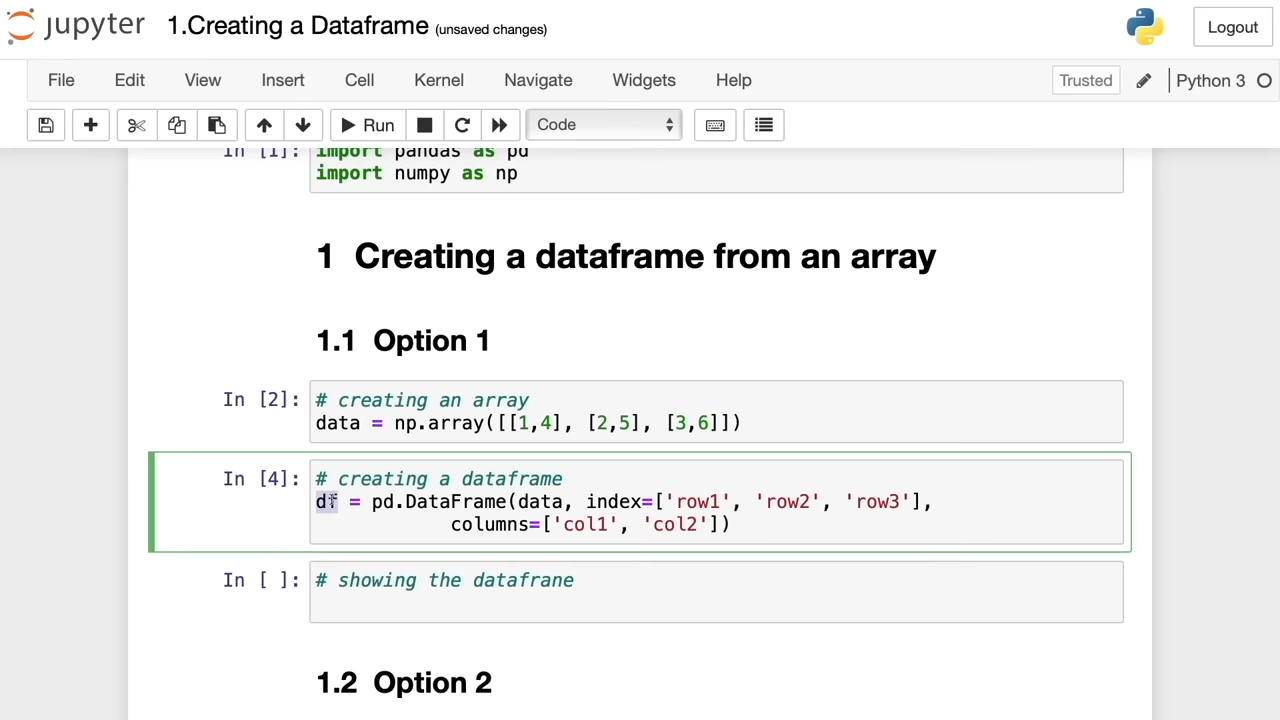 jupyter 1.Creating a Dataframe (unsaved changes) Logout
File Edit View Insert Cell Kernel Navigate Widgets Help Trusted Python 3
Run Code
In [1]: import pandas as pd
import numpy as np
1 Creating a dataframe from an array
1.1 Option 1
In [2]: # creating an array
data = np.array([[1,4], [2,5], [3,6]])
In [4]: # creating a dataframe
df = pd.DataFrame(data, index=['row1', 'row2', 'row3'],
columns=['col1', 'col2'])
In [ ]: # showing the datafrane
1.2 Option 2